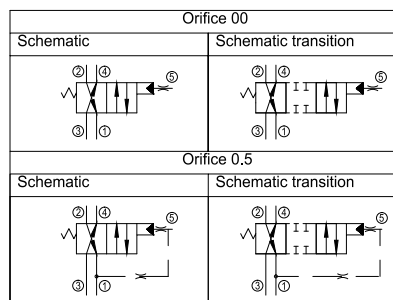 Orifice 00
Schematic Schematic transition
2 4 5 2 4 5
3 1 3 1
Orifice 0.5
Schematic Schematic transition
2 4 5 2 4 5
3 1 3 1